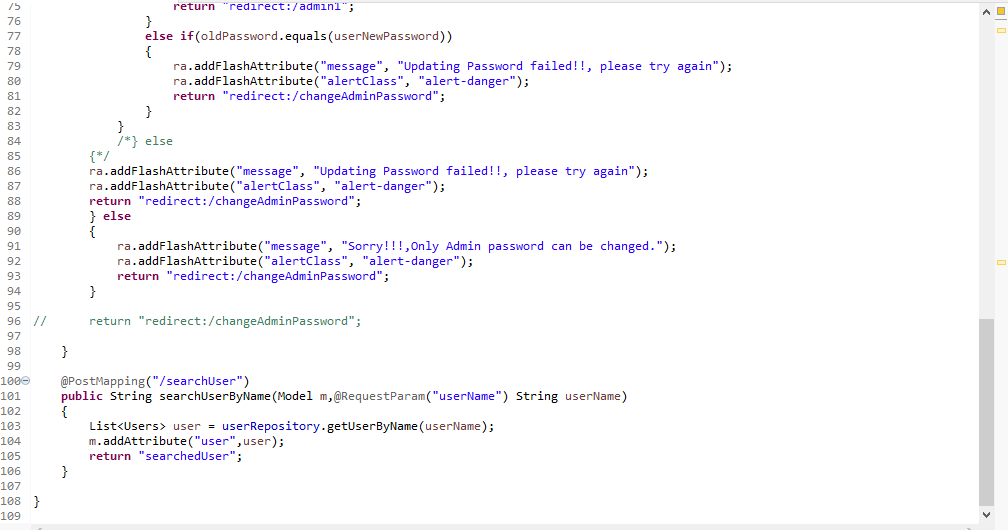 75                     return "redirect:/admin1";
76                 }
77                 else if(oldPassword.equals(userNewPassword))
78                 {
79                     ra.addFlashAttribute("message", "Updating Password failed!!, please try again");
80                     ra.addFlashAttribute("alertClass", "alert-danger");
81                     return "redirect:/changeAdminPassword";
82                 }
83             }
84             /*} else
85         {*/
86         ra.addFlashAttribute("message", "Updating Password failed!!, please try again");
87         ra.addFlashAttribute("alertClass", "alert-danger");
88         return "redirect:/changeAdminPassword";
89         } else
90         {
91             ra.addFlashAttribute("message", "Sorry!!!,Only Admin password can be changed.");
92             ra.addFlashAttribute("alertClass", "alert-danger");
93             return "redirect:/changeAdminPassword";
94         }
95
96 //      return "redirect:/changeAdminPassword";
97
98     }
99
100     @PostMapping("/searchUser")
101     public String searchUserByName(Model m,@RequestParam("userName") String userName)
102     {
103         List<Users> user = userRepository.getUserByName(userName);
104         m.addAttribute("user",user);
105         return "searchedUser";
106     }
107
108 }
109